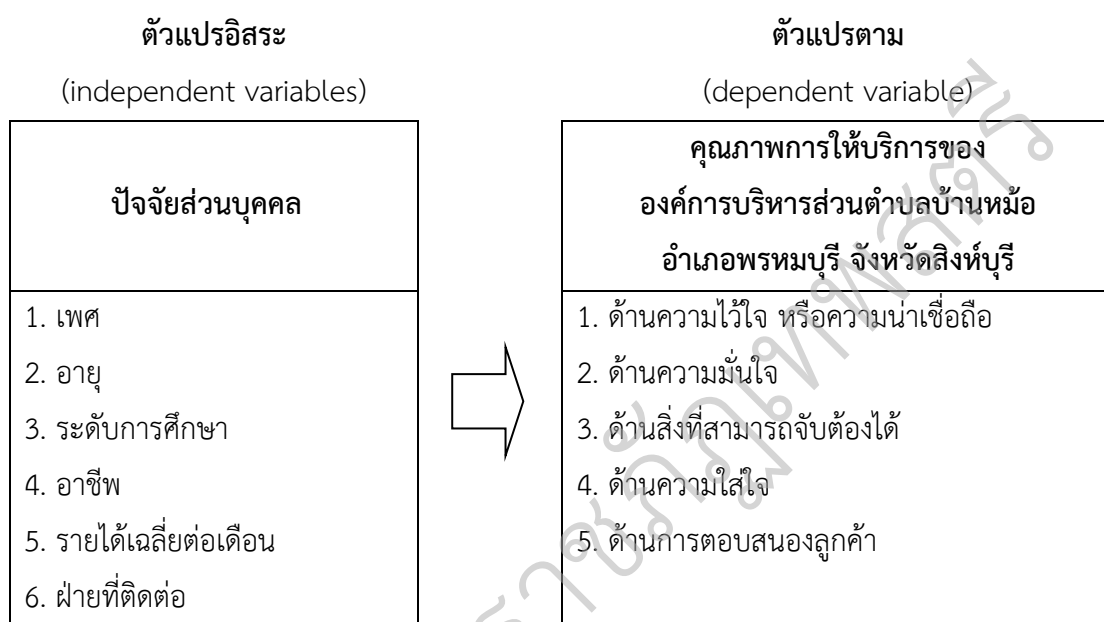 ตัวแปรอิสระ
(independent variables)
ปัจจัยส่วนบุคคล
1. เพศ
2. อายุ
3. ระดับการศึกษา
4. อาชีพ
5. รายได้เฉลี่ยต่อเดือน
6. ฝ่ายที่ติดต่อ
ตัวแปรตาม
(dependent variable)
คุณภาพการให้บริการของ
องค์การบริหารส่วนตำบลบ้านหม้อ
อำเภอพรหมบุรี จังหวัดสิงห์บุรี
1. ด้านความไว้ใจ หรือความน่าเชื่อถือ
2. ด้านความมั่นใจ
3. ด้านสิ่งที่สามารถจับต้องได้
4. ด้านความใส่ใจ
5. ด้านการตอบสนองลูกค้า
ราชภัฏเทพสตรี